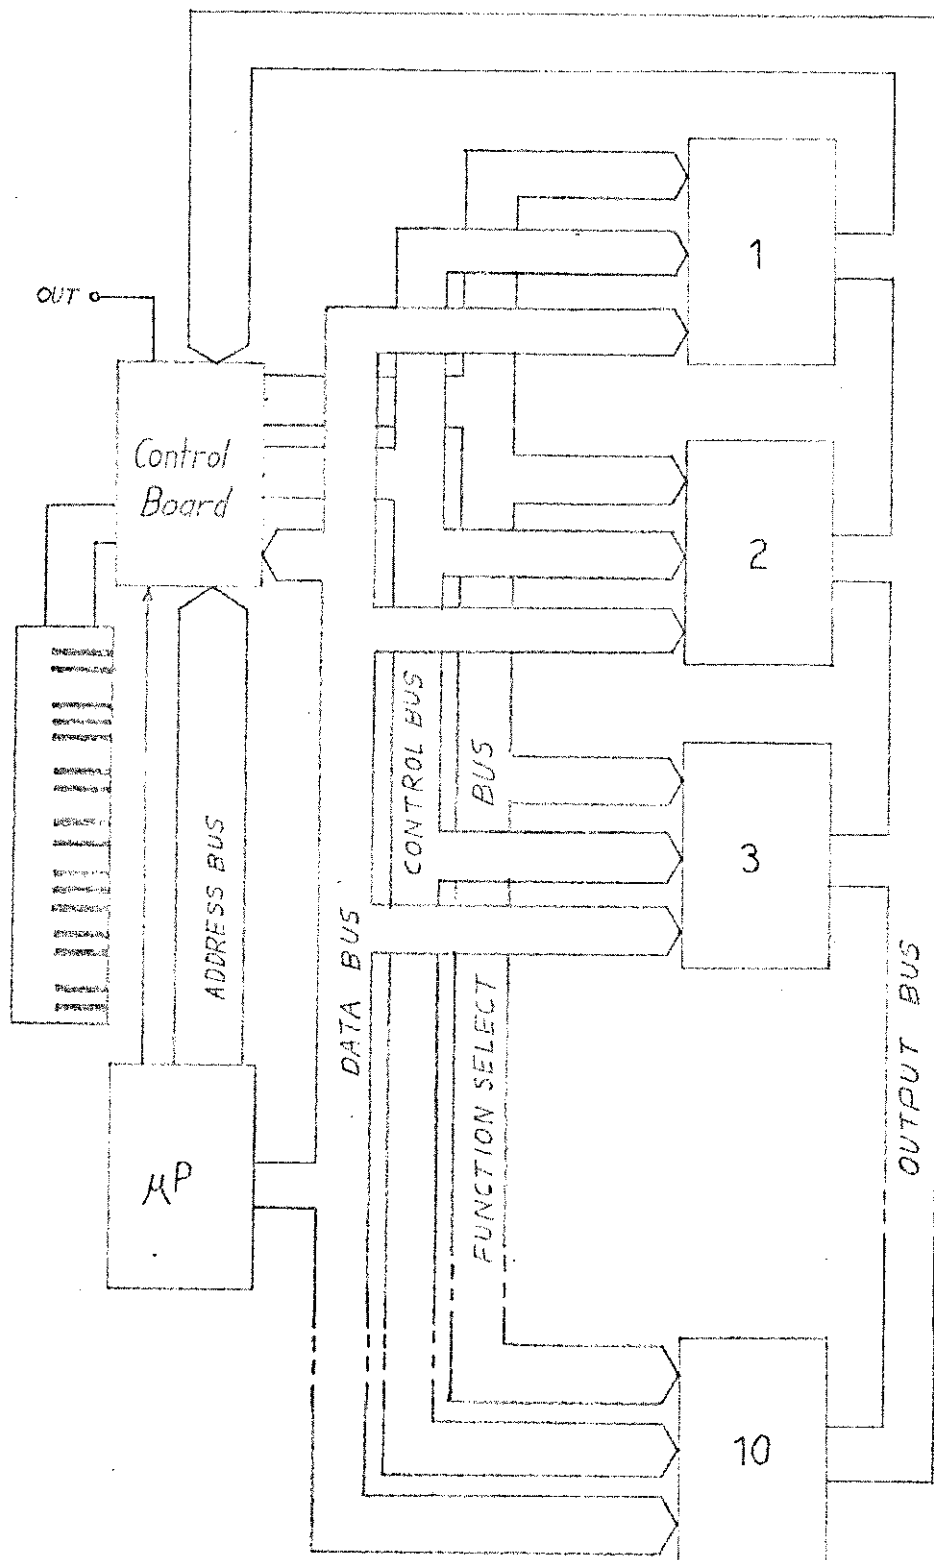 OUT
1
Control
Board
2
CONTROL BUS
BUS
3
ADDRESS BUS
DATA BUS
FUNCTION SELECT
OUTPUT BUS
μP
10